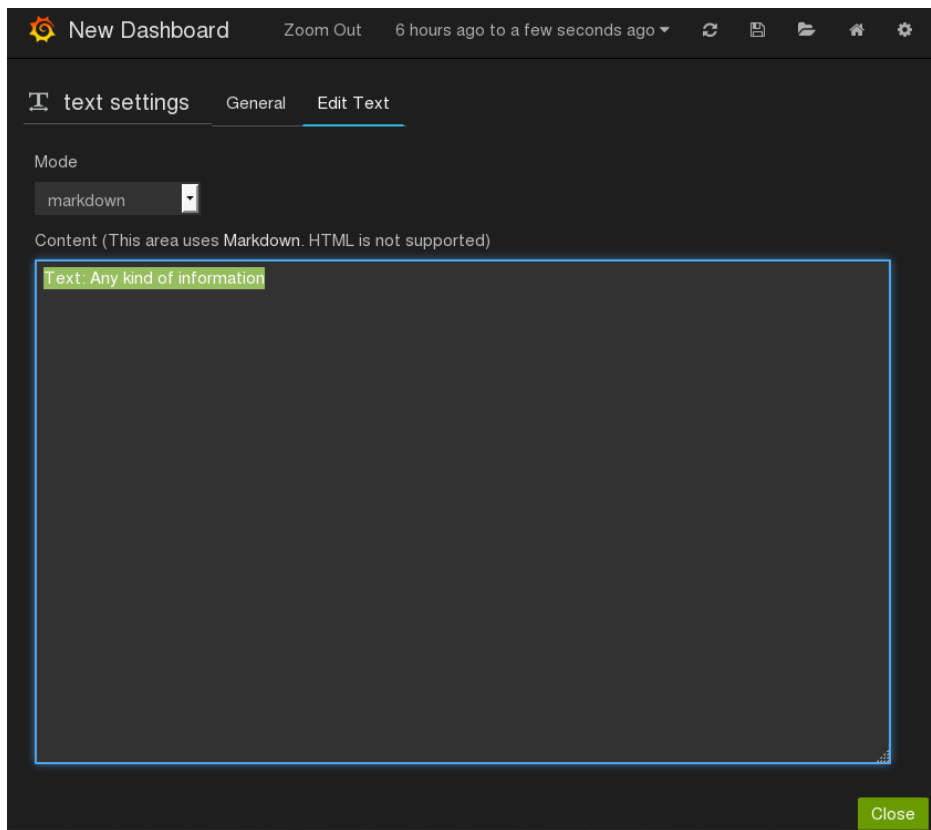 New Dashboard Zoom Out 6 hours ago to a few seconds ago
text settings General Edit Text
Mode
markdown
Content (This area uses Markdown. HTML is not supported)
Text: Any kind of information
Close